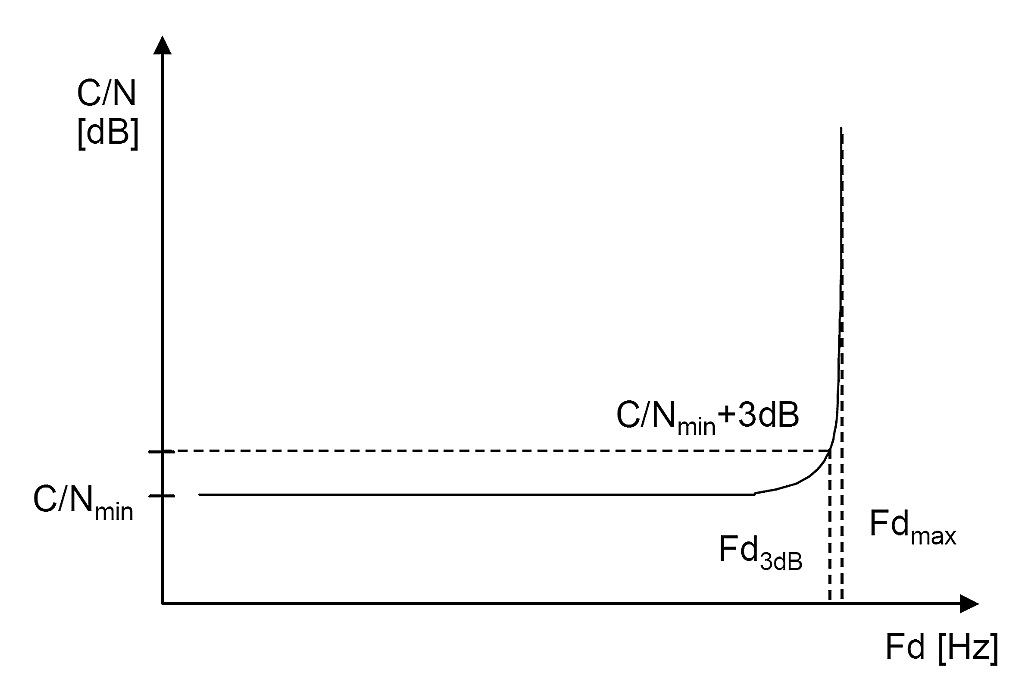 C/N
[dB]
C/Nmin+3dB
C/Nmin
Fdmax
Fd3dB
Fd [Hz]